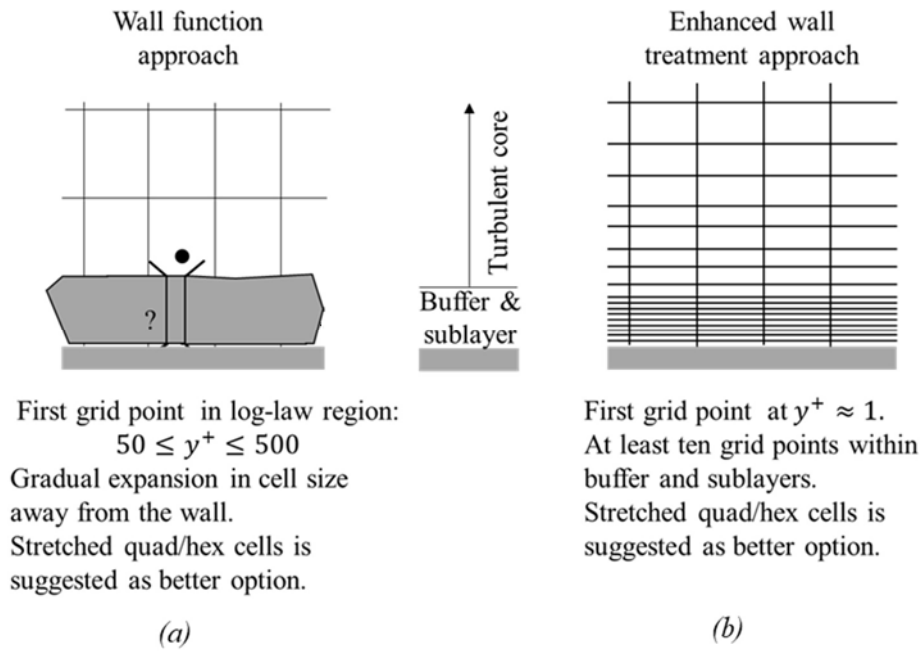 Wall function
approach
Enhanced wall
treatment approach
Turbulent core
?
Buffer &
sublayer
First grid point in log-law region:
50 ≤ y⁺ ≤ 500
Gradual expansion in cell size
away from the wall.
Stretched quad/hex cells is
suggested as better option.
First grid point at y⁺ ≈ 1.
At least ten grid points within
buffer and sublayers.
Stretched quad/hex cells is
suggested as better option.
(a)
(b)